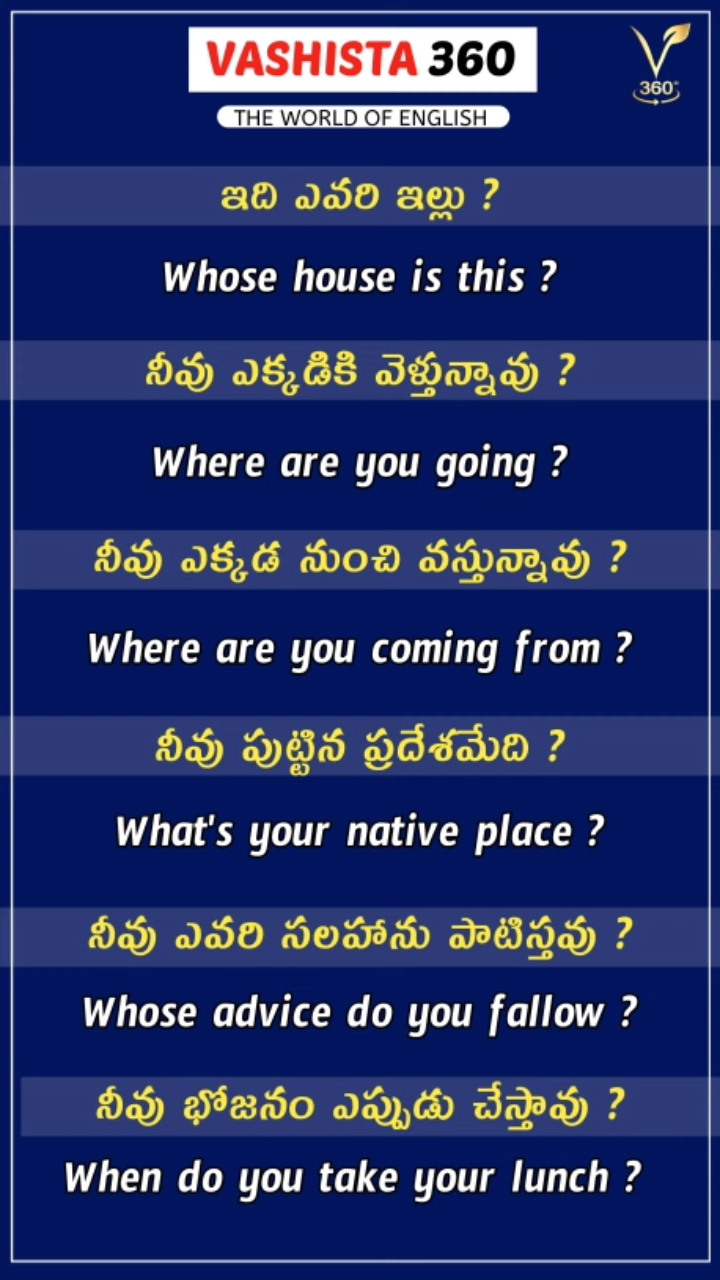 VASHISTA 360
360°
THE WORLD OF ENGLISH
ఇది ఎవరి ఇల్లు ?
Whose house is this ?
నీవు ఎక్కడికి వెళ్తున్నావు ?
Where are you going ?
నీవు ఎక్కడ నుంచి వస్తున్నావు ?
Where are you coming from ?
నీవు పుట్టిన ప్రదేశమేది ?
What's your native place ?
నీవు ఎవరి సలహాను పాటిస్తవు ?
Whose advice do you fallow ?
నీవు భోజనం ఎప్పుడు చేస్తావు ?
When do you take your lunch ?